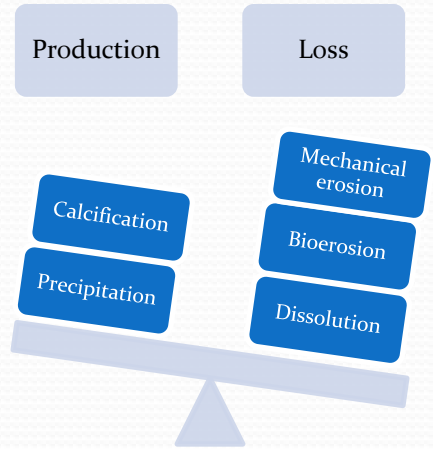 Production
Loss
Calcification
Precipitation
Mechanical
erosion
Bioerosion
Dissolution